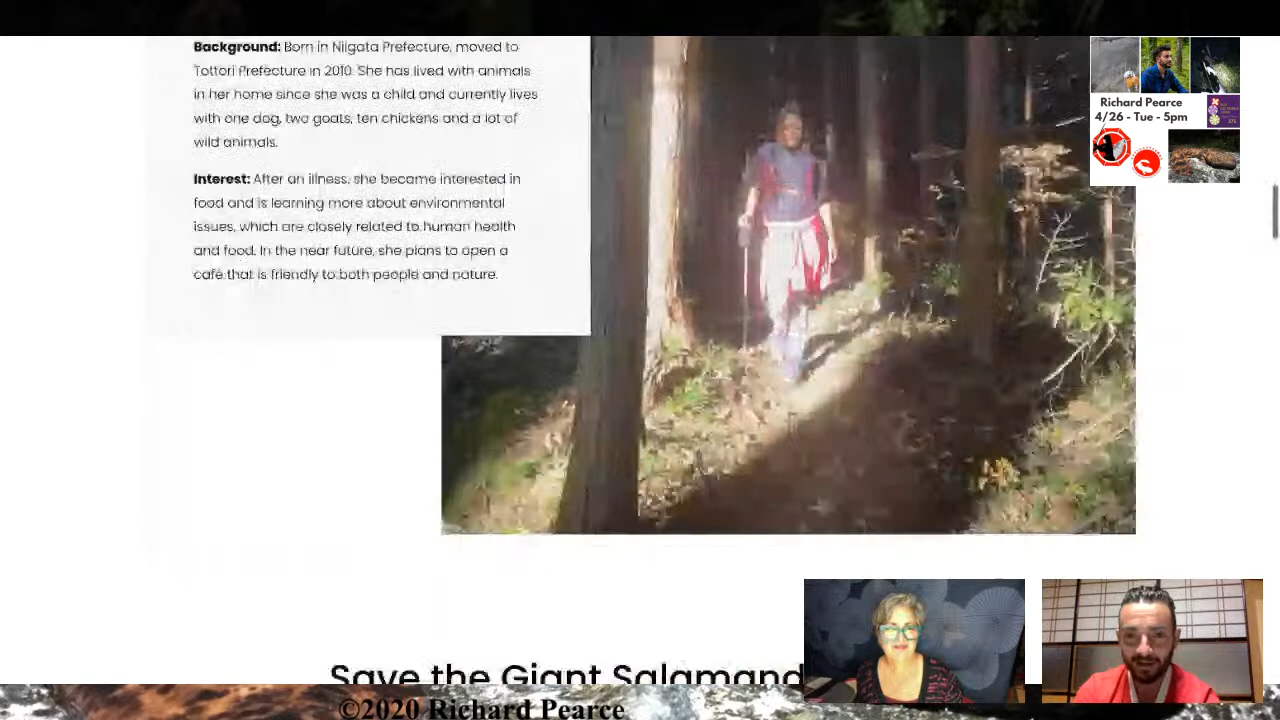 Background: Born in Niigata Prefecture, moved to
Tottori Prefecture in 2010. She has lived with animals
in her home since she was a child and currently lives
with one dog, two goats, ten chickens and a lot of
wild animals.
Interest: After an illness, she became interested in
food and is learning more about environmental
issues, which are closely related to human health
and food. In the near future, she plans to open a
café that is friendly to both people and nature.
Richard Pearce
4/26 - Tue - 5pm
Save the Giant Salamand
©2020 Richard Pearce